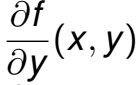 ∂f/∂y (x, y)